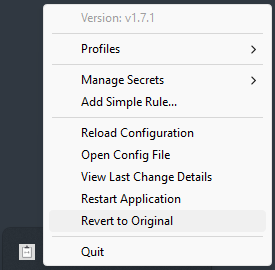 Version: v1.7.1
Profiles
Manage Secrets
Add Simple Rule...
Reload Configuration
Open Config File
View Last Change Details
Restart Application
Revert to Original
Quit